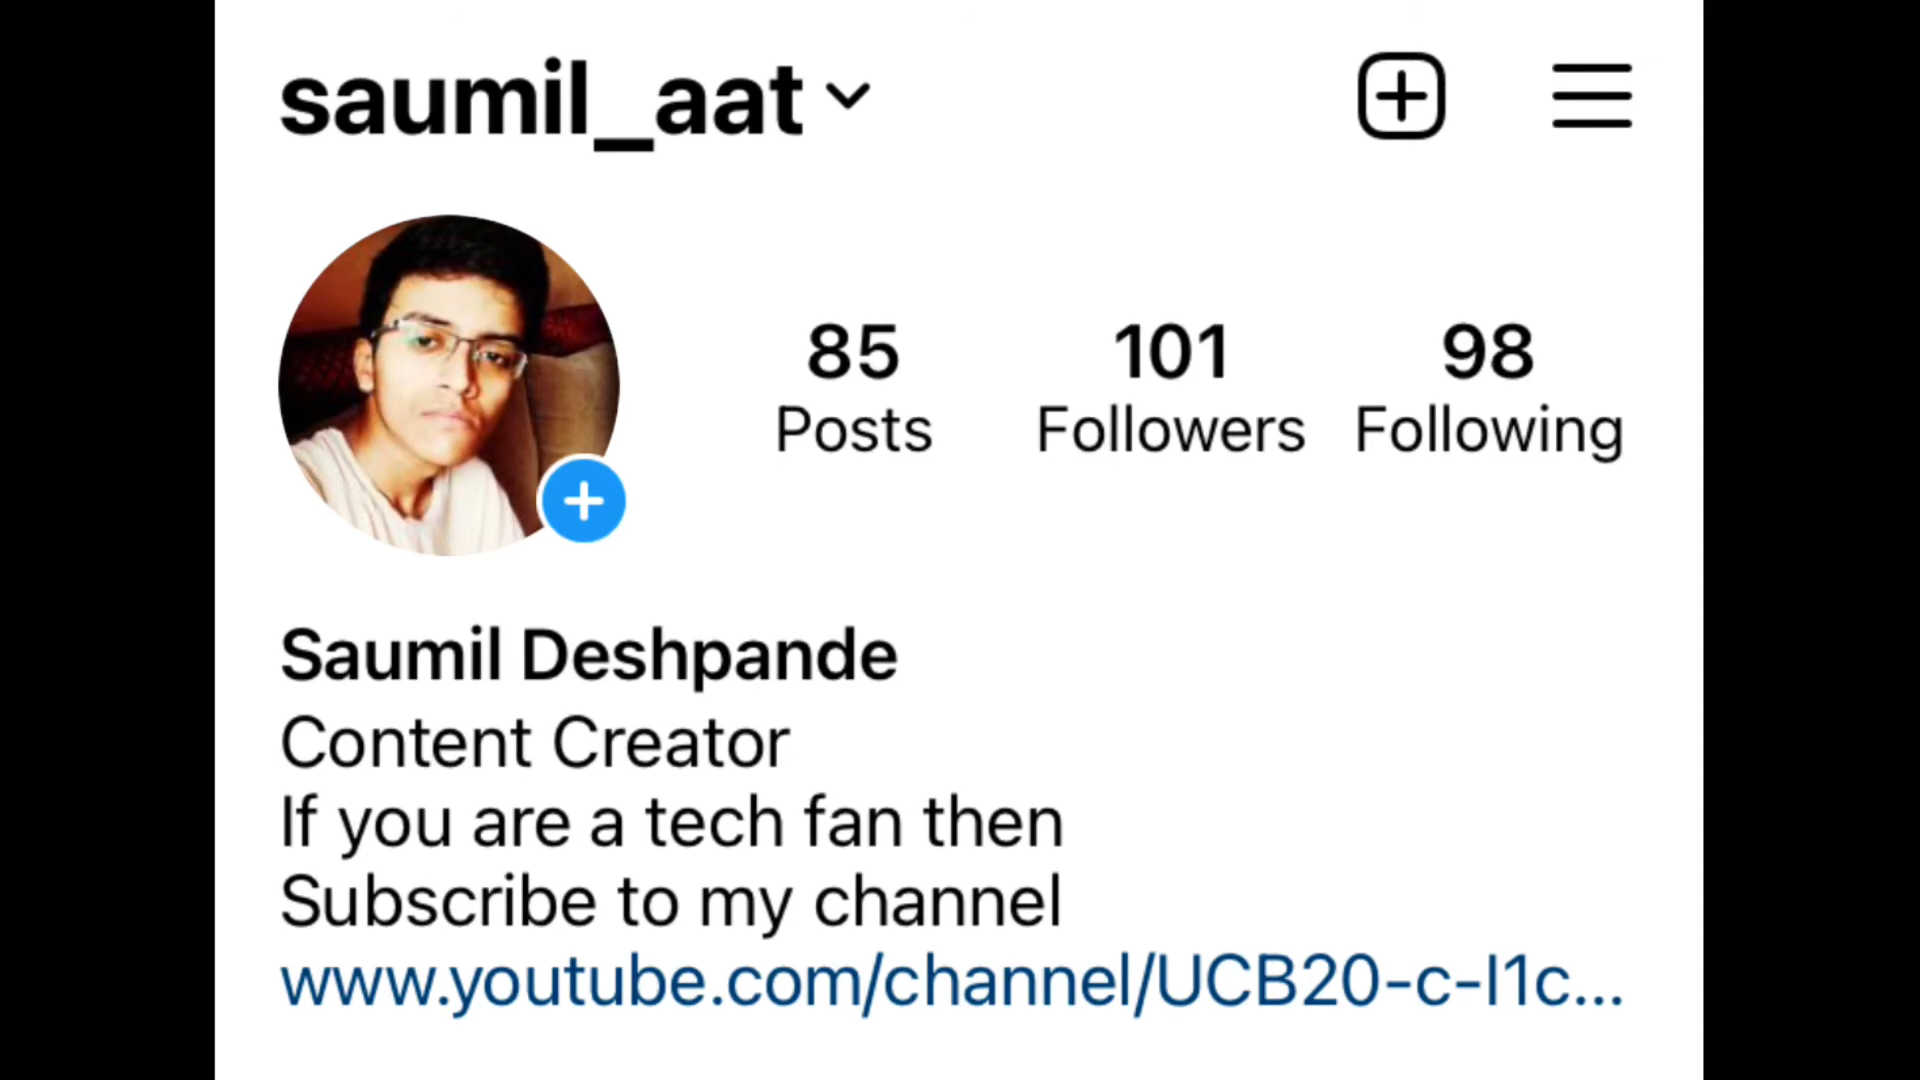 saumil_aat
85 101 98
Posts Followers Following
Saumil Deshpande
Content Creator
If you are a tech fan then
Subscribe to my channel
www.youtube.com/channel/UCB20-c-I1c...